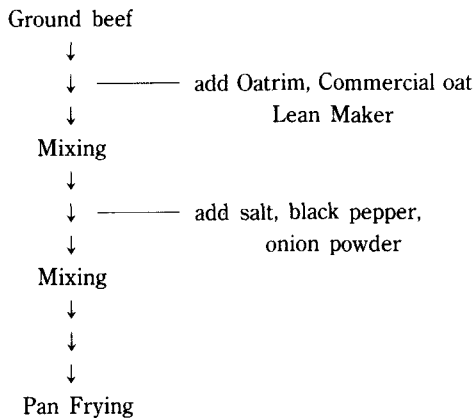 Ground beef
add Oatrim, Commercial oat
Lean Maker
Mixing
add salt, black pepper,
onion powder
Mixing
Pan Frying